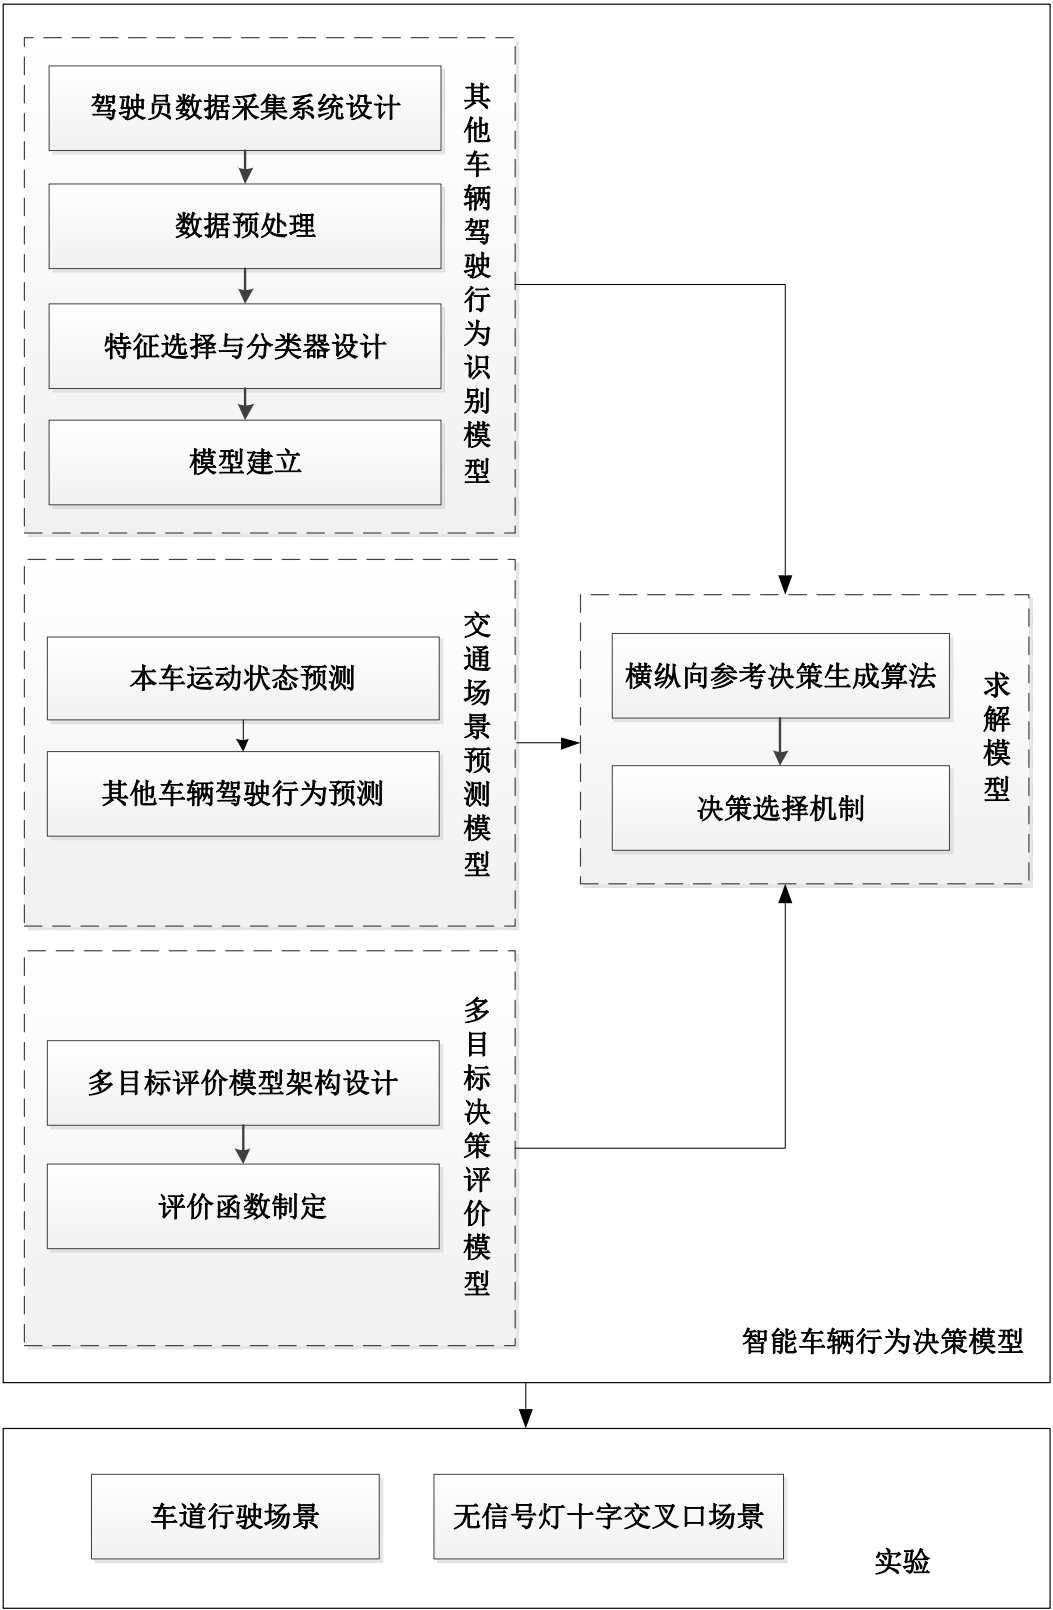 驾驶员数据采集系统设计
数据预处理
特征选择与分类器设计
模型建立
其他车辆驾驶行为识别模型
本车运动状态预测
其他车辆驾驶行为预测
交通场景预测模型
多目标评价模型架构设计
评价函数制定
多目标决策评价模型
横纵向参考决策生成算法
决策选择机制
求解模型
智能车辆行为决策模型
车道行驶场景
无信号灯十字交叉口场景
实验